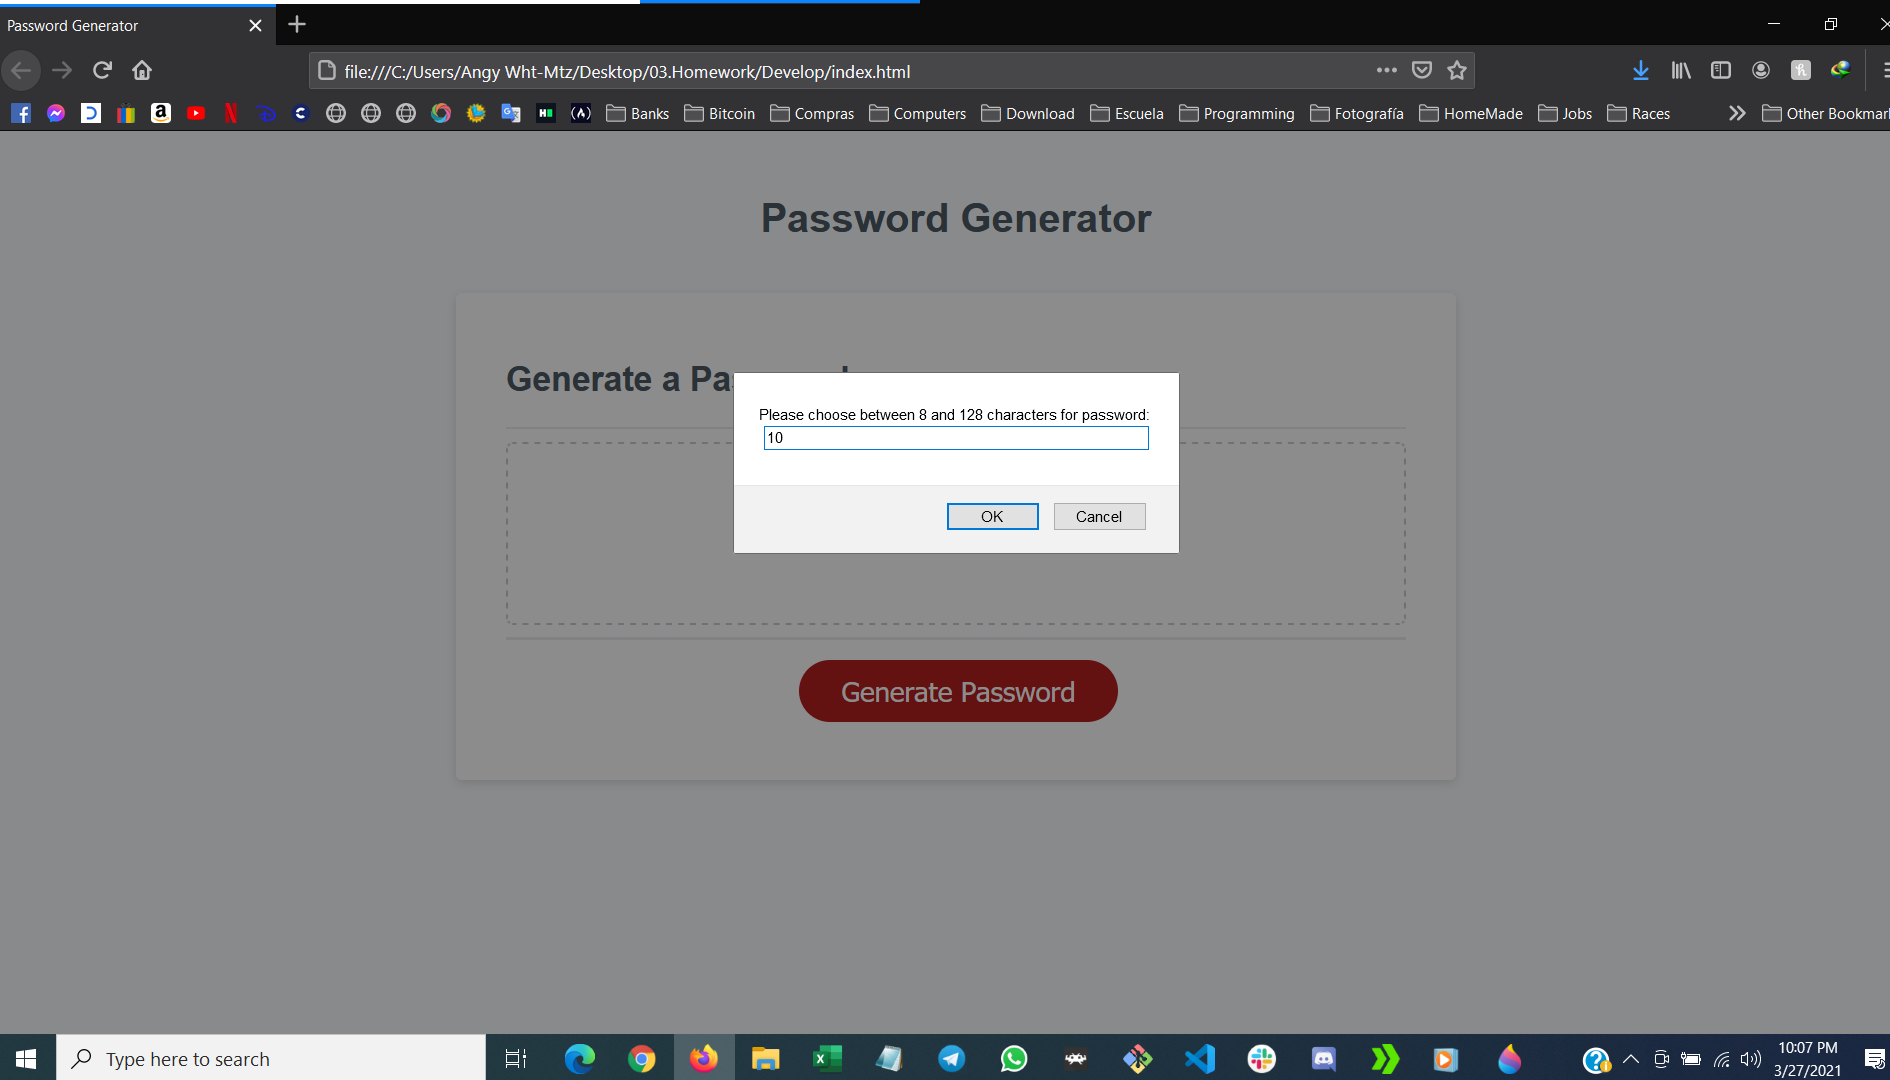 Password Generator
file:///C:/Users/Angy Wht-Mtz/Desktop/03.Homework/Develop/index.html
Banks Bitcoin Compras Computers Download Escuela Programming Fotografía HomeMade Jobs Races Other Bookmar
Password Generator
Generate a Pas
Please choose between 8 and 128 characters for password:
10
OK Cancel
Generate Password
Type here to search
10:07 PM
3/27/2021